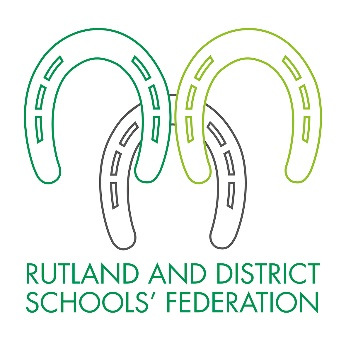 RUTLAND AND DISTRICT
SCHOOLS' FEDERATION